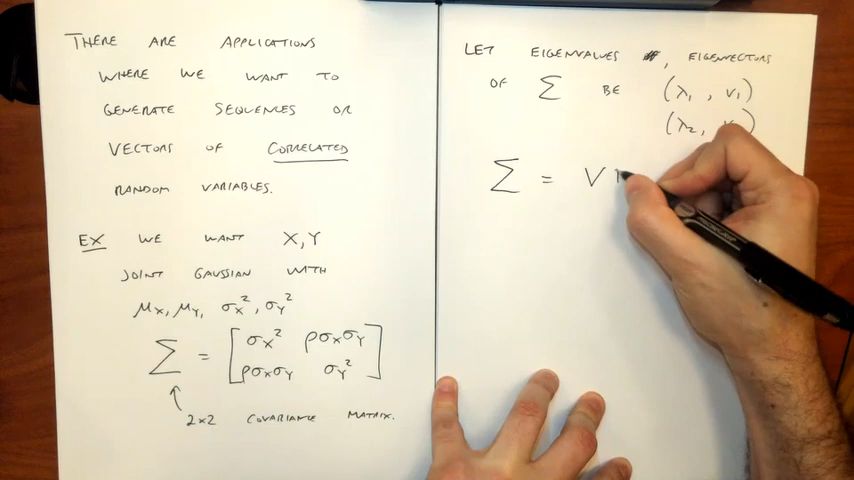 THERE ARE APPLICATIONS
WHERE WE WANT TO
GENERATE SEQUENCES OR
VECTORS OF CORRELATED
RANDOM VARIABLES.
EX WE WANT X,Y
JOINT GAUSSIAN WITH
μx, μy, σx², σy²
Σ = [ σx² ρσxσy
ρσxσy σy² ]
2x2 COVARIANCE MATRIX.
LET EIGENVALUES, EIGENVECTORS
OF Σ BE (λ₁, v₁)
(λ₂, )
Σ = V